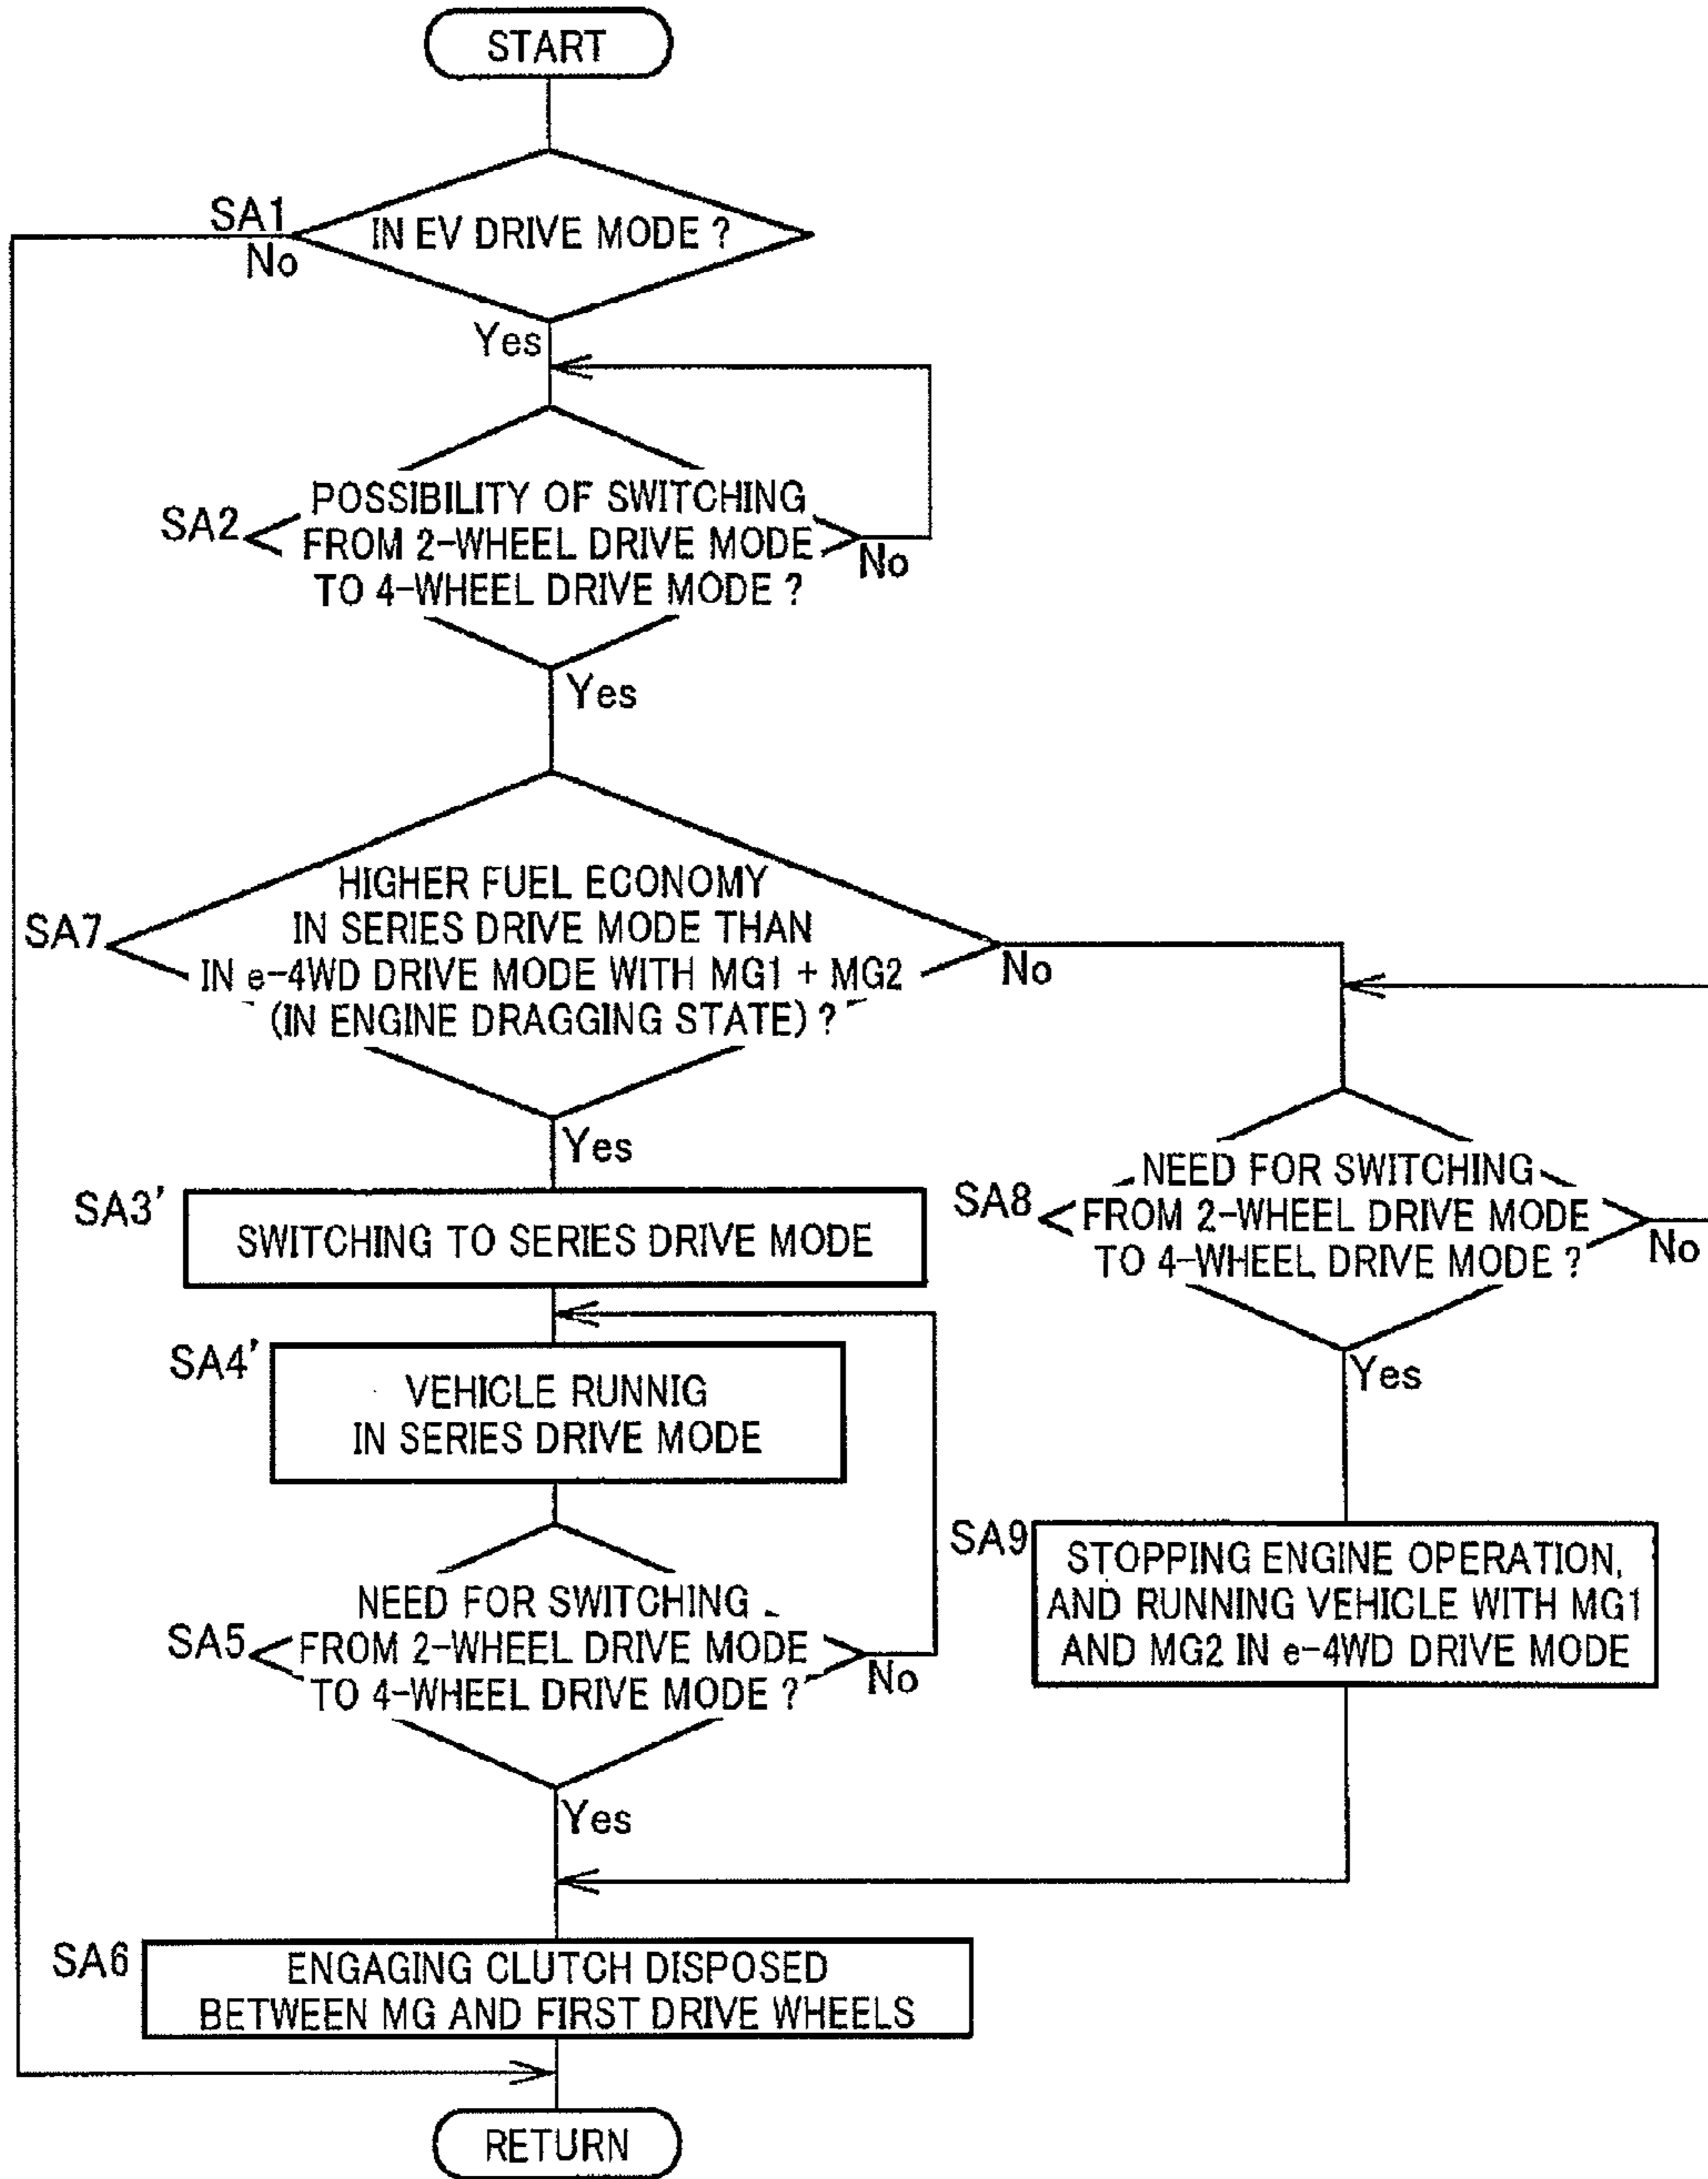 START
SA1
No
IN EV DRIVE MODE ?
Yes
SA2
POSSIBILITY OF SWITCHING
FROM 2-WHEEL DRIVE MODE
TO 4-WHEEL DRIVE MODE ?
No
Yes
SA7
HIGHER FUEL ECONOMY
IN SERIES DRIVE MODE THAN
IN e-4WD DRIVE MODE WITH MG1 + MG2
(IN ENGINE DRAGGING STATE) ?
No
Yes
SA3'
SWITCHING TO SERIES DRIVE MODE
SA4'
VEHICLE RUNNIG
IN SERIES DRIVE MODE
SA5
NEED FOR SWITCHING
FROM 2-WHEEL DRIVE MODE
TO 4-WHEEL DRIVE MODE ?
No
Yes
SA8
NEED FOR SWITCHING
FROM 2-WHEEL DRIVE MODE
TO 4-WHEEL DRIVE MODE ?
No
Yes
SA9
STOPPING ENGINE OPERATION,
AND RUNNING VEHICLE WITH MG1
AND MG2 IN e-4WD DRIVE MODE
SA6
ENGAGING CLUTCH DISPOSED
BETWEEN MG AND FIRST DRIVE WHEELS
RETURN